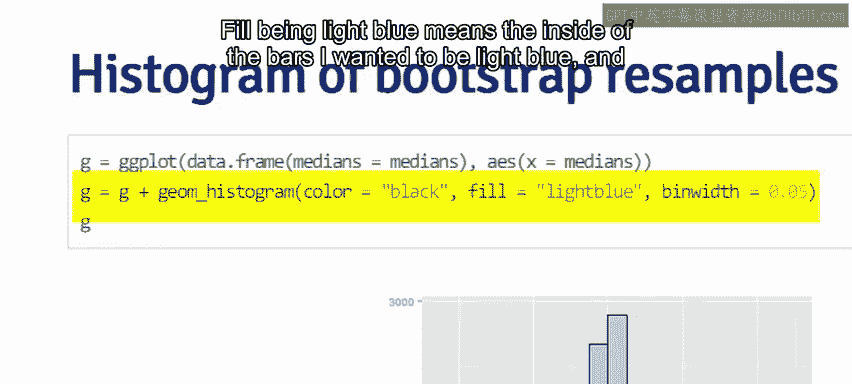 Fill being light blue means the inside of
the bars I wanted to be light blue, and
Histogram of bootstrap resamples
g = ggplot(data.frame(medians = medians), aes(x = medians))
g = g + geom_histogram(color = "black", fill = "lightblue", binwidth = 0.05)
g
3000